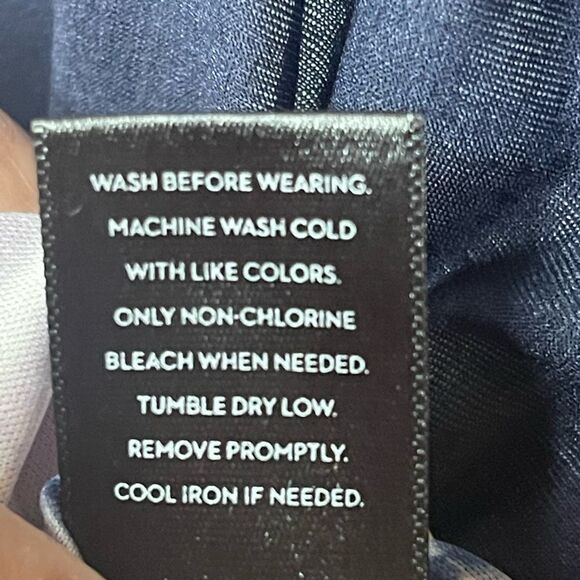 WASH BEFORE WEARING.
MACHINE WASH COLD
WITH LIKE COLORS.
ONLY NON-CHLORINE
BLEACH WHEN NEEDED.
TUMBLE DRY LOW.
REMOVE PROMPTLY.
COOL IRON IF NEEDED.